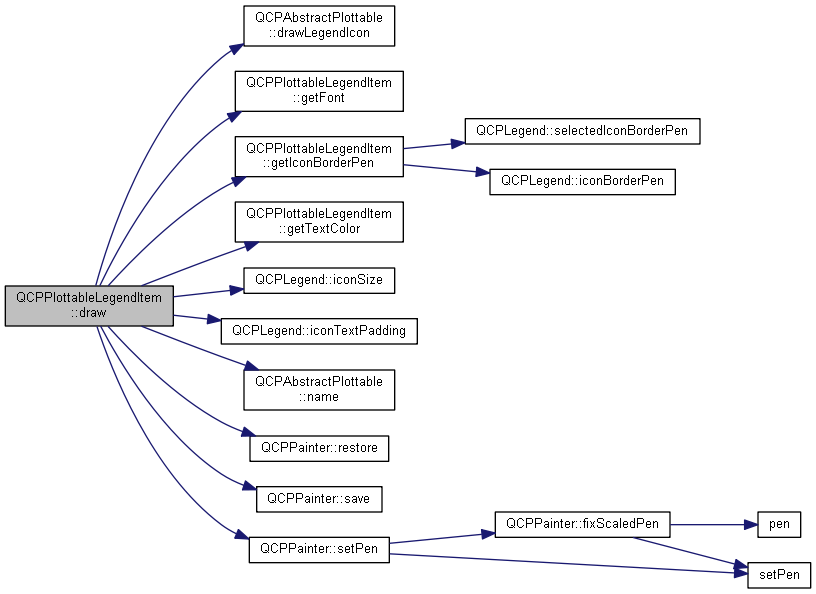 QCPAbstractPlottable
::drawLegendIcon
QCPPlottableLegendItem
::getFont
QCPPlottableLegendItem
::getIconBorderPen
QCPLegend::selectedIconBorderPen
QCPLegend::iconBorderPen
QCPPlottableLegendItem
::getTextColor
QCPPlottableLegendItem
::draw
QCPLegend::iconSize
QCPLegend::iconTextPadding
QCPAbstractPlottable
::name
QCPPainter::restore
QCPPainter::save
QCPPainter::setPen
QCPPainter::fixScaledPen
pen
setPen